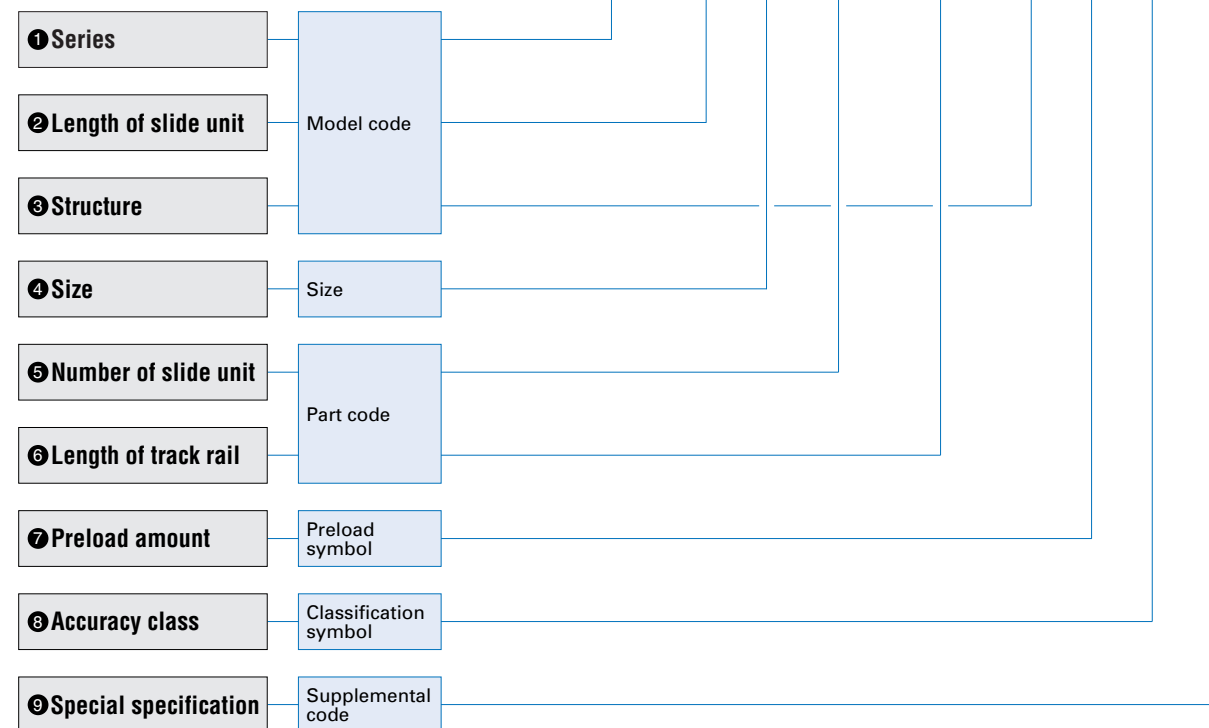 ❶Series
❷Length of slide unit
Model code
❸Structure
❹Size
Size
❺Number of slide unit
Part code
❻Length of track rail
❼Preload amount
Preload
symbol
❽Accuracy class
Classification
symbol
❾Special specification
Supplemental
code